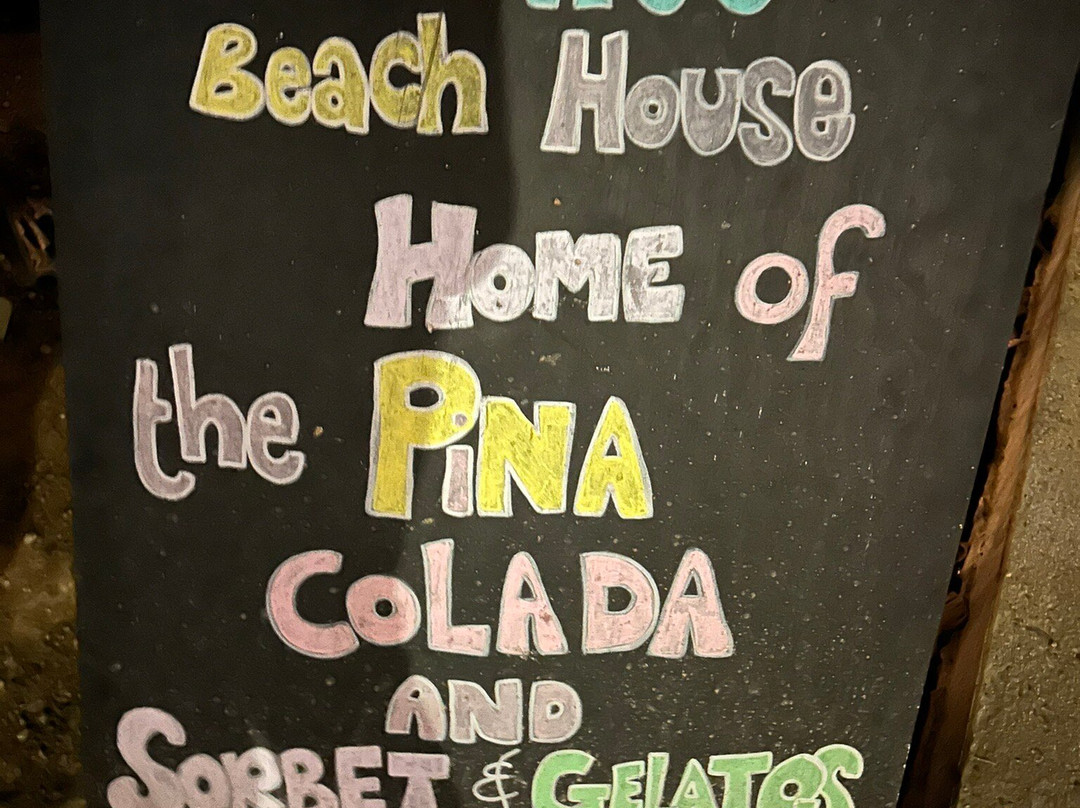 Beach House
Home of
the PiNA
CoLADA
AND
SORBET & GELATOS